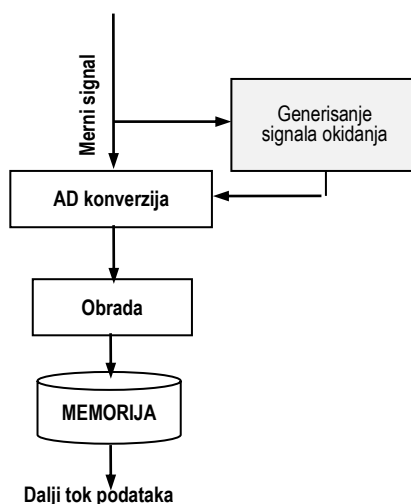 Merni signal
Generisanje
signala okidanja
AD konverzija
Obrada
MEMORIJA
Dalji tok podataka